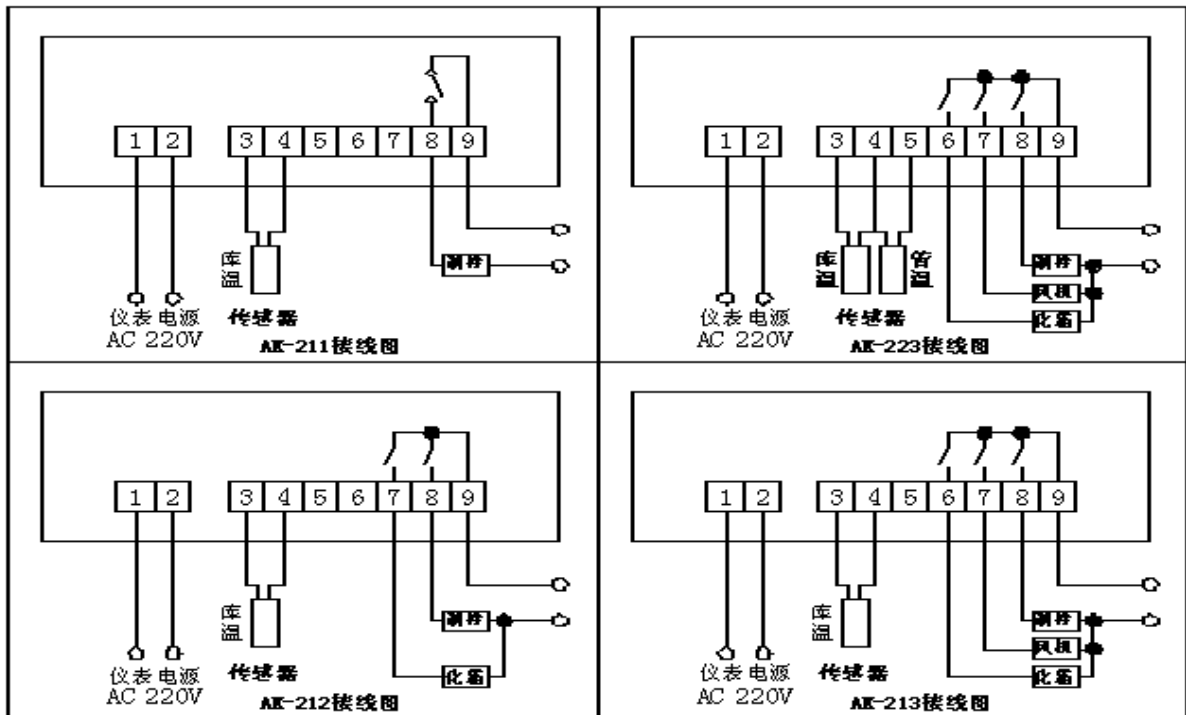 1 2 3 4 5 6 7 8 9
库温
制冷
仪表 电源 传感器
AC 220V
AK-211接线图
1 2 3 4 5 6 7 8 9
库温
管温
制冷
风机
化霜
仪表 电源 传感器
AC 220V
AK-223接线图
1 2 3 4 5 6 7 8 9
库温
制冷
化霜
仪表 电源 传感器
AC 220V
AK-212接线图
1 2 3 4 5 6 7 8 9
库温
制冷
风机
化霜
仪表 电源 传感器
AC 220V
AK-213接线图